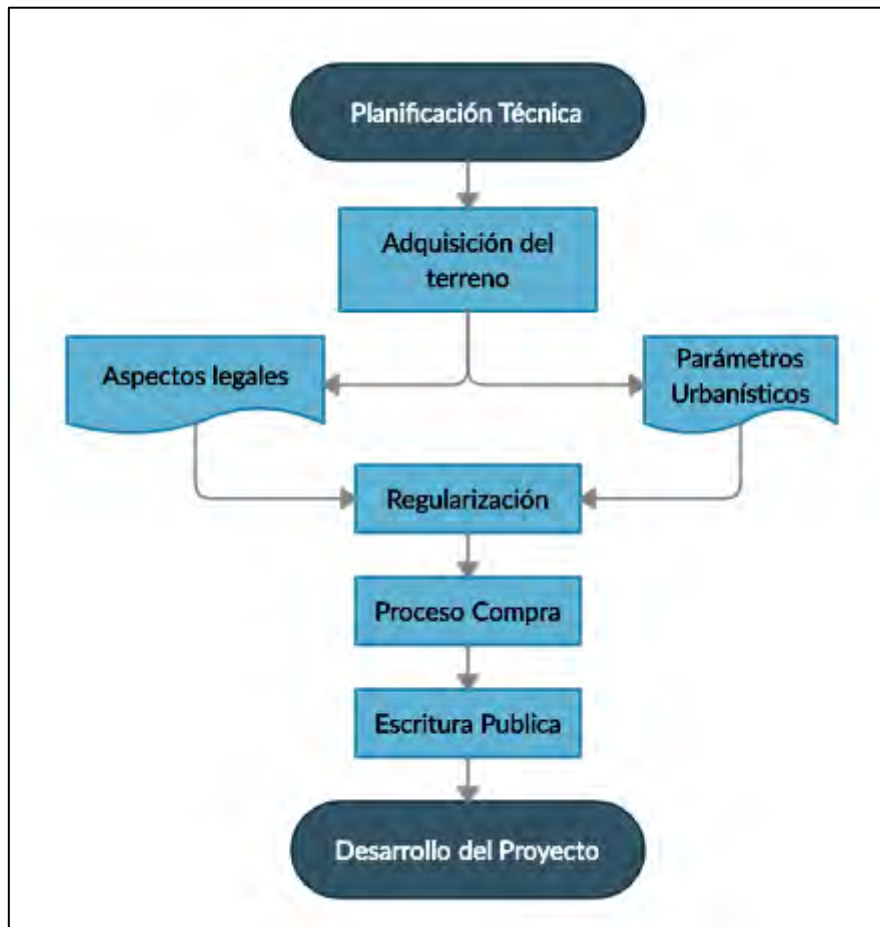 Planificación Técnica
Adquisición del
terreno
Aspectos legales
Parámetros
Urbanísticos
Regularización
Proceso Compra
Escritura Publica
Desarrollo del Proyecto